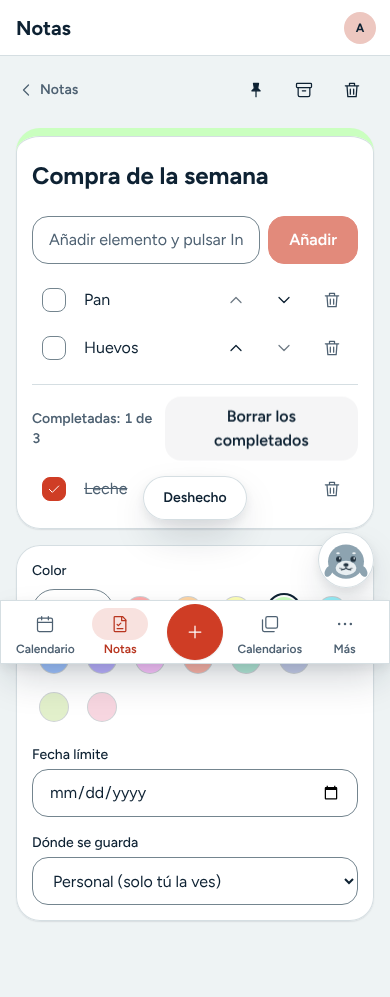 Notas
A
Notas
Compra de la semana
Añadir elemento y pulsar In
Añadir
Pan
Huevos
Completadas: 1 de
3
Borrar los
completados
Leche
Deshecho
Color
Calendario
Notas
Calendarios
Más
Fecha límite
mm/dd/yyyy
Dónde se guarda
Personal (solo tú la ves)